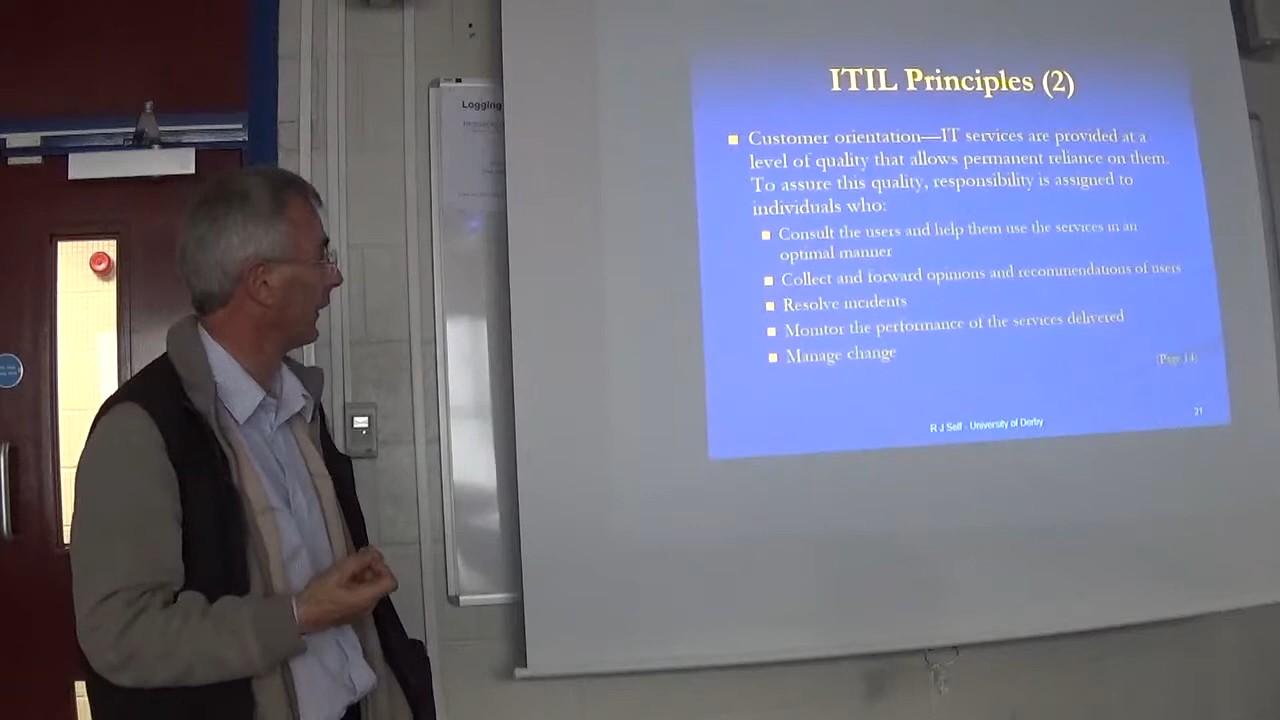 Logging
ITIL Principles (2)
Customer orientation—IT services are provided at a
level of quality that allows permanent reliance on them.
To assure this quality, responsibility is assigned to
individuals who:
Consult the users and help them use the services in an
optimal manner
Collect and forward opinions and recommendations of users
Resolve incidents
Monitor the performance of the services delivered
Manage change
(Page 14)
R J Self - University of Derby
21